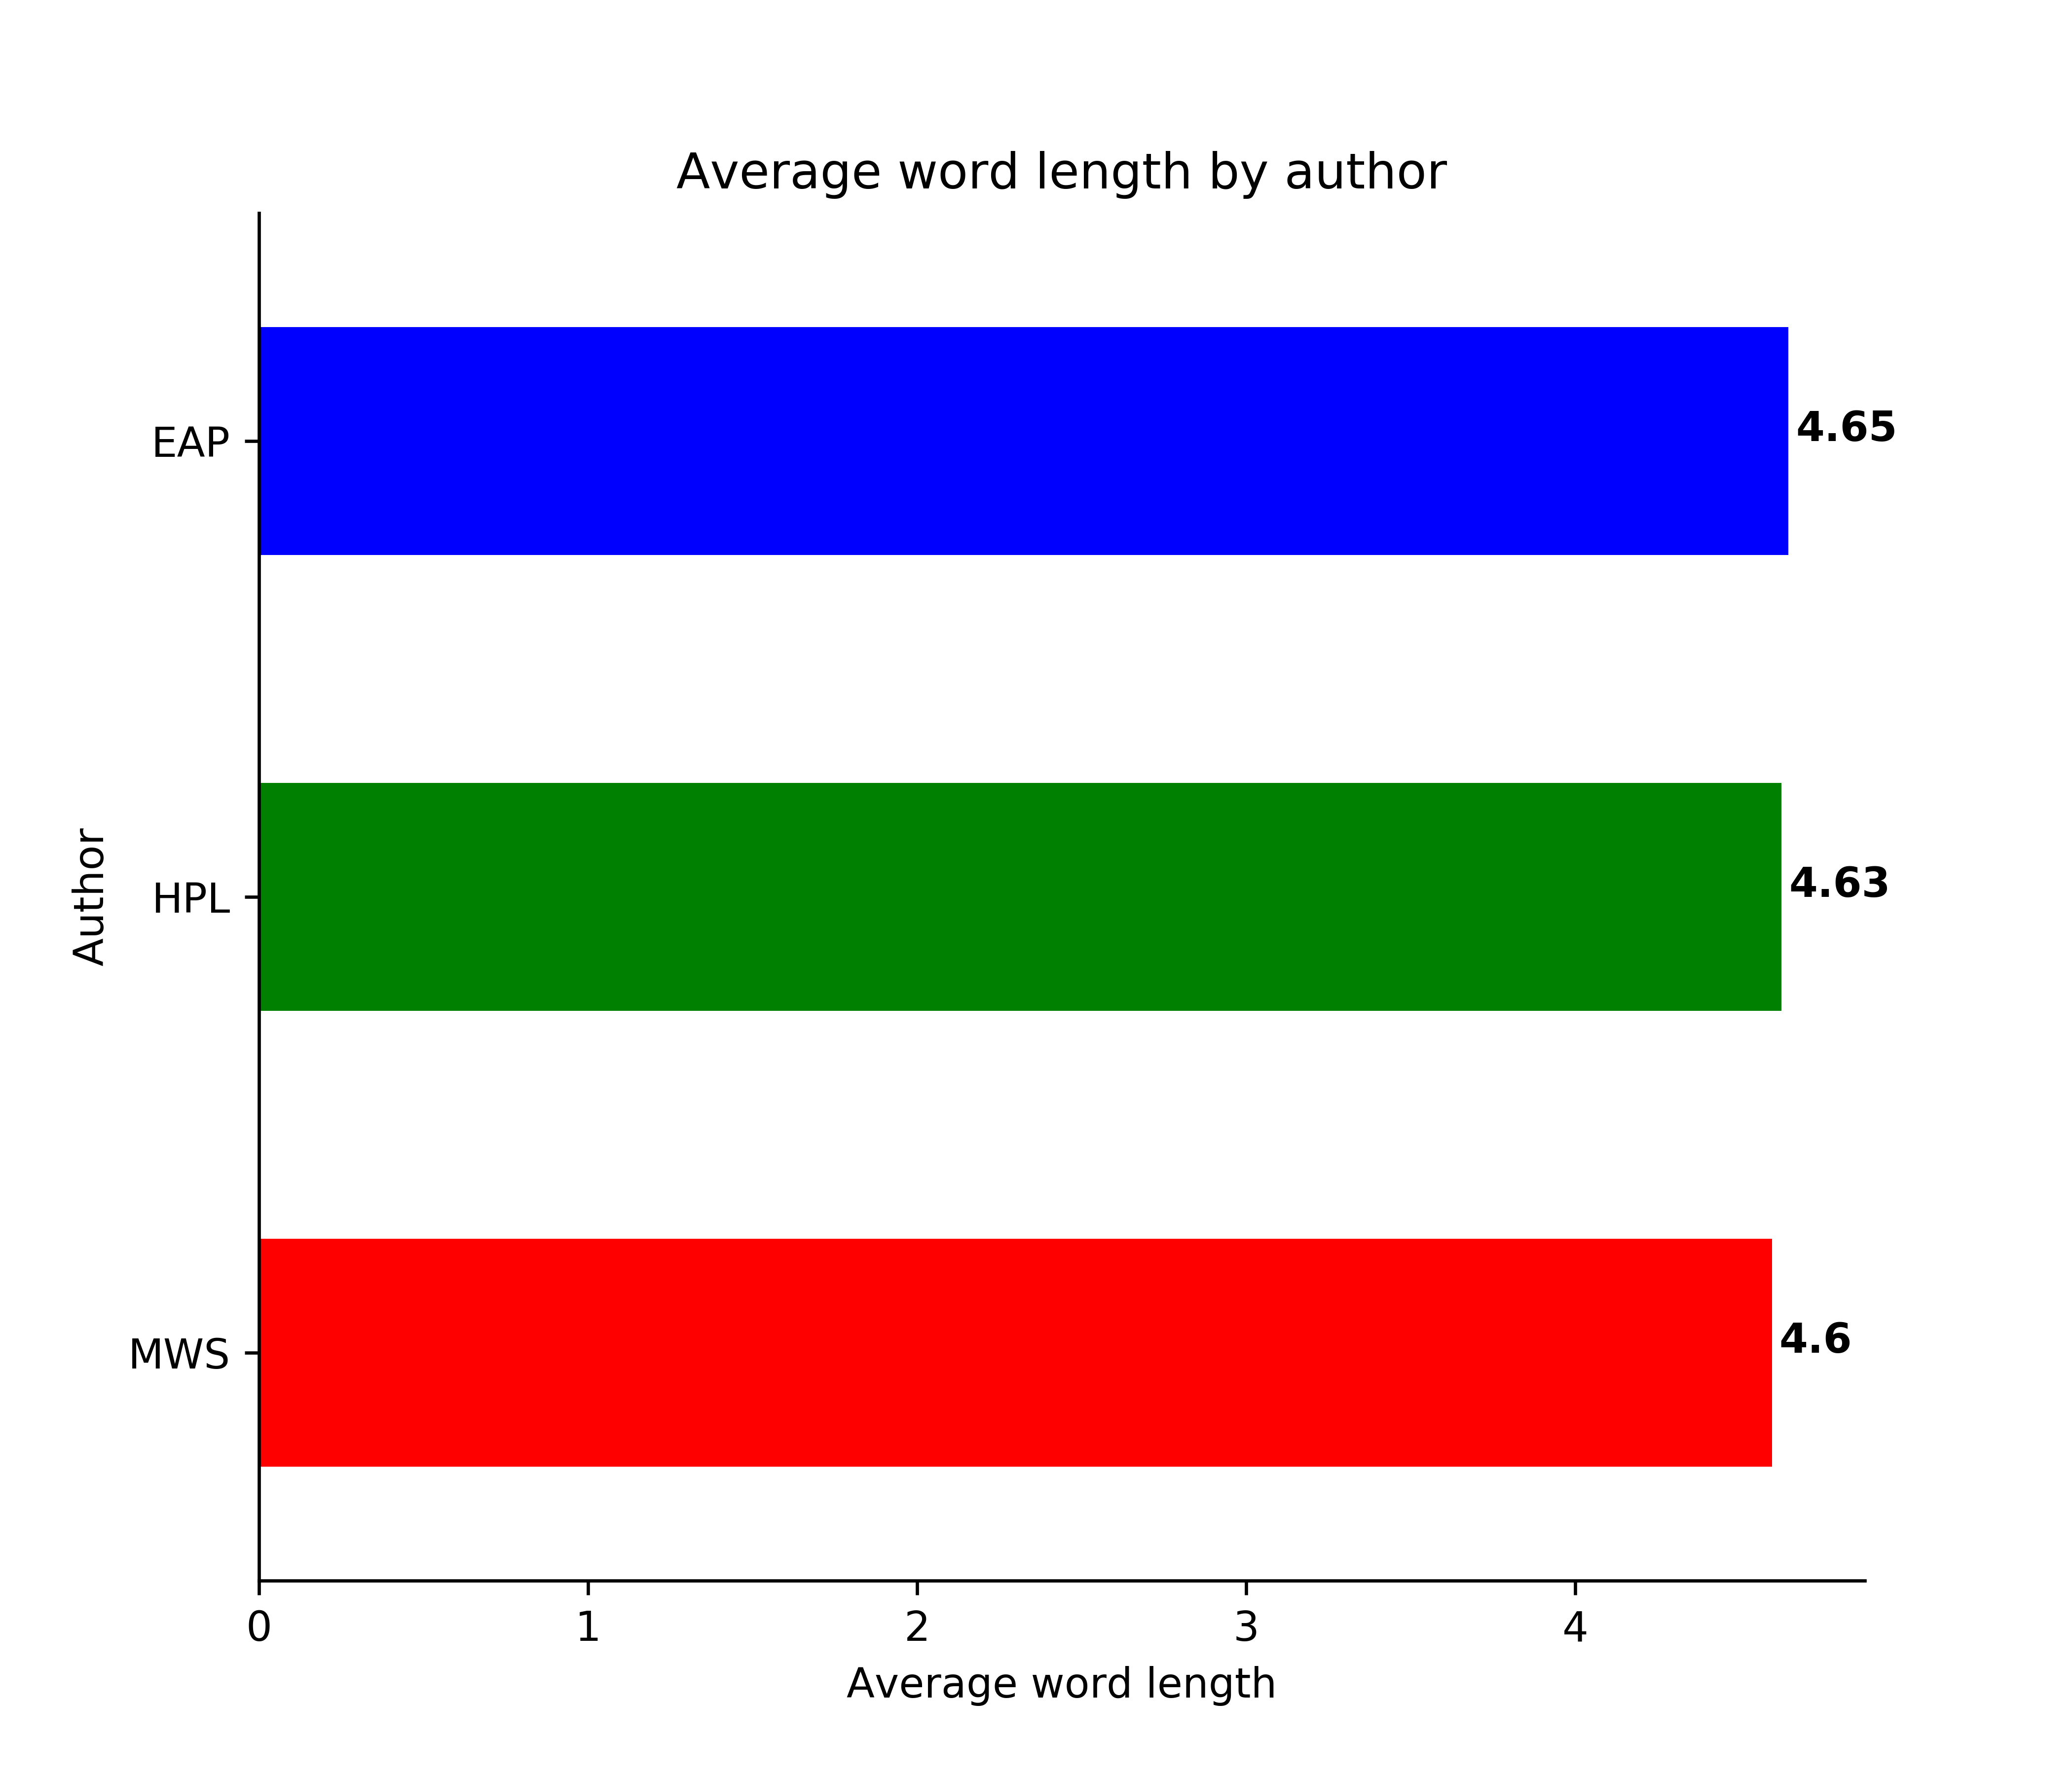 Average word length by author
EAP
4.65
HPL
4.63
MWS
4.6
Author
0 1 2 3 4
Average word length